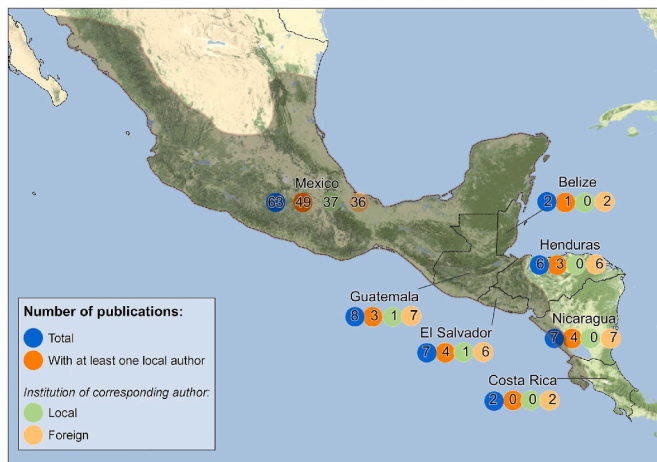 Mexico
63 49 37 36
Belize
2 1 0 2
Honduras
6 3 0 6
Guatemala
8 3 1 7
El Salvador
7 4 1 6
Nicaragua
7 4 0 7
Costa Rica
2 0 0 2
Number of publications:
Total
With at least one local author
Institution of corresponding author:
Local
Foreign